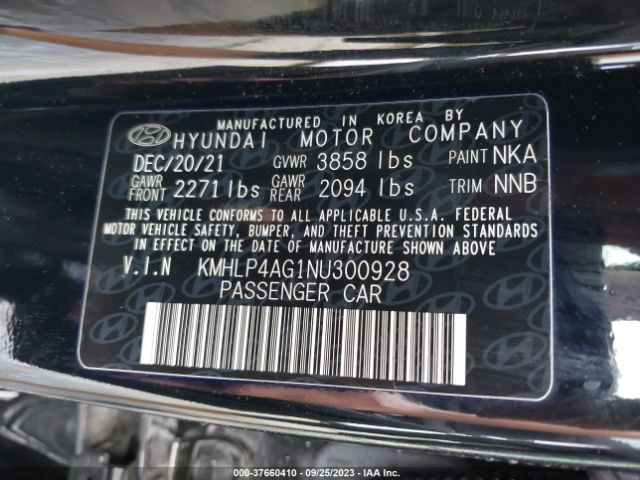 MANUFACTURED IN KOREA BY
HYUNDAI MOTOR COMPANY
DEC/20/21 GVWR 3858 lbs PAINT NKA
GAWR FRONT 2271 lbs GAWR REAR 2094 lbs TRIM NNB
THIS VEHICLE CONFORMS TO ALL APPLICABLE U.S.A. FEDERAL
MOTOR VEHICLE SAFETY, BUMPER, AND THEFT PREVENTION STANDARDS
IN EFFECT ON THE DATE OF MANUFACTURE SHOWN ABOVE.
V.I.N KMHLP4AG1NU300928
PASSENGER CAR
000-37660410 - 09/25/2023 - IAA Inc.